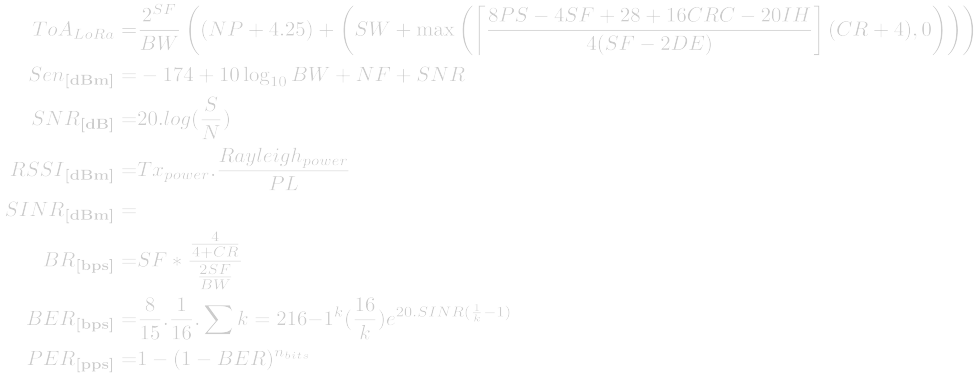 ToA_{LoRa} = \frac{2^{SF}}{BW} \left( (NP + 4.25) + \left( SW + \max \left( \left\lceil \frac{8PS - 4SF + 28 + 16CRC - 20IH}{4(SF - 2DE)} \right\rceil (CR + 4), 0 \right) \right) \right)
Sen_{[dBm]} = -174 + 10 \log_{10} BW + NF + SNR
SNR_{[dB]} = 20.log(\frac{S}{N})
RSSI_{[dBm]} = Tx_{power}.\frac{Rayleigh_{power}}{PL}
SINR_{[dBm]} =
BR_{[bps]} = SF * \frac{\frac{4}{4+CR}}{\frac{2SF}{BW}}
BER_{[bps]} = \frac{8}{15}.\frac{1}{16}.\sum k = 216-1^k(\frac{16}{k})e^{20.SINR(\frac{1}{k}-1)}
PER_{[pps]} = 1 - (1 - BER)^{n_{bits}}